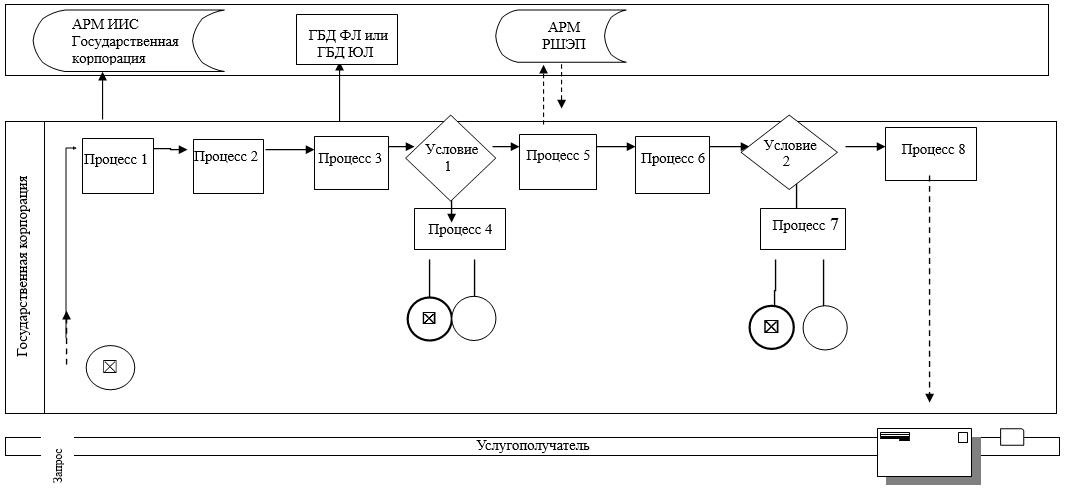 АРМ ИИС
Государственная
корпорация
ГБД ФЛ или
ГБД ЮЛ
АРМ
РШЭП
Государственная корпорация
Процесс 1
Процесс 2
Процесс 3
Условие
1
Процесс 5
Процесс 6
Условие
2
Процесс 8
Процесс 4
Процесс 7
Услугополучатель
Запрос